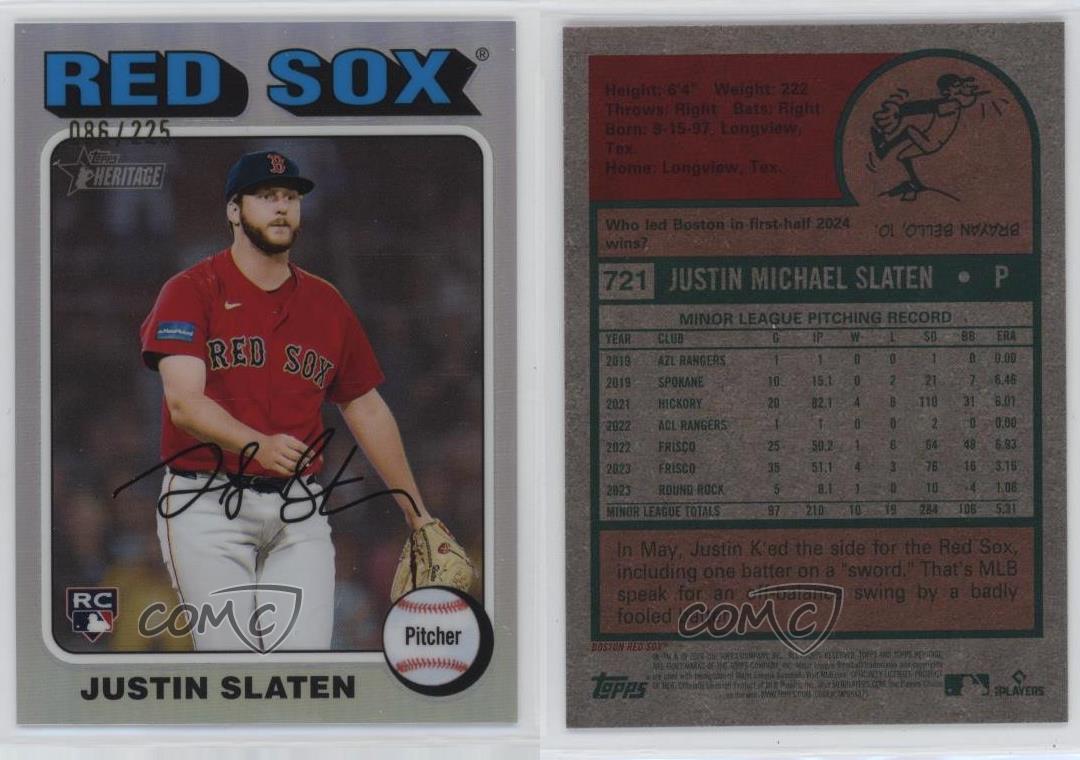 RED SOX®
086/225
Topps
HERITAGE
RED SOX
RC
Pitcher
JUSTIN SLATEN
COMC
Height: 6'4" Weight: 222
Throws: Right Bats: Right
Born: 9-15-97, Longview,
Tex.
Home: Longview, Tex.
Who led Boston in first-half 2024
wins?
BRAYAN BELLO, 10.
721 JUSTIN MICHAEL SLATEN • P
MINOR LEAGUE PITCHING RECORD
YEAR CLUB G IP W L SO BB ERA
2019 AZL RANGERS 1 1 0 0 1 0 0.00
2019 SPOKANE 10 15.1 0 2 21 7 6.46
2021 HICKORY 20 82.1 4 8 110 31 6.01
2022 ACL RANGERS 1 1 0 0 2 0 0.00
2022 FRISCO 25 50.2 1 6 64 48 6.93
2023 FRISCO 35 51.1 4 3 76 16 3.16
2023 ROUND ROCK 5 8.1 1 0 10 4 1.08
MINOR LEAGUE TOTALS 97 210 10 19 284 106 5.31
In May, Justin K'ed the side for the Red Sox,
including one batter on a "sword." That's MLB
speak for an off-balance swing by a badly
fooled
COMC
BOSTON RED SOX
Topps
PLAYERS